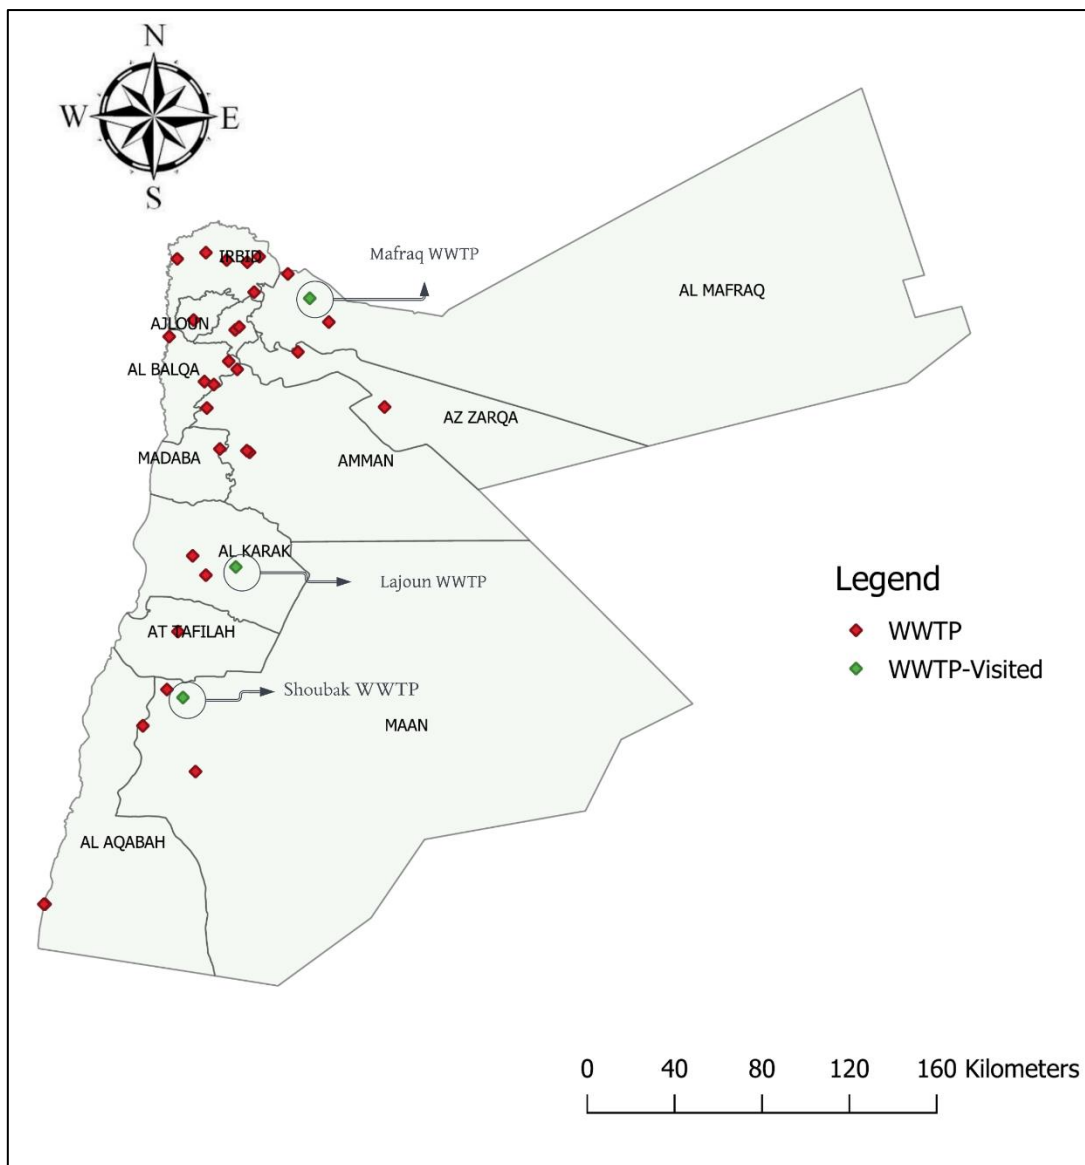 N
W E
S
IRBID
Mafraq WWTP
AL MAFRAQ
AJLOUN
AL BALQA
AZ ZARQA
MADABA
AMMAN
AL KARAK
Lajoun WWTP
Legend
WWTP
WWTP-Visited
AT TAFILAH
Shoubak WWTP
MAAN
AL AQABAH
0 40 80 120 160 Kilometers